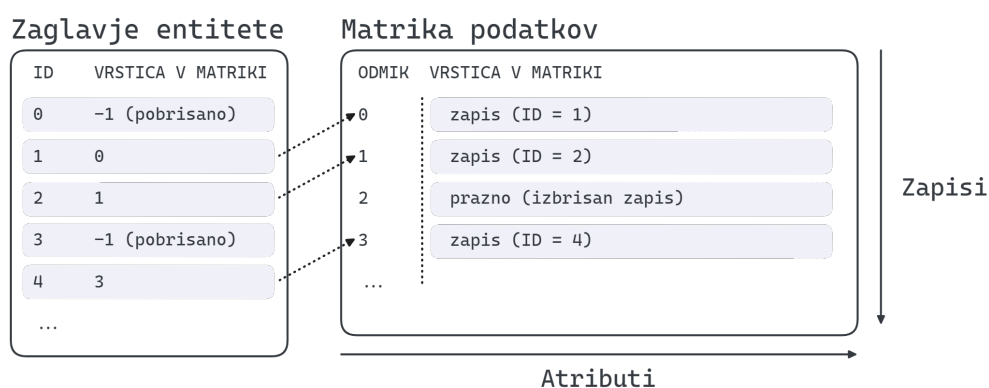 Zaglavje entitete
ID VRSTICA V MATRIKI
0 −1 (pobrisano)
1 0
2 1
3 −1 (pobrisano)
4 3
...
Matrika podatkov
ODMIK VRSTICA V MATRIKI
0 zapis (ID = 1)
1 zapis (ID = 2)
2 prazno (izbrisan zapis)
3 zapis (ID = 4)
...
Zapisi
Atributi